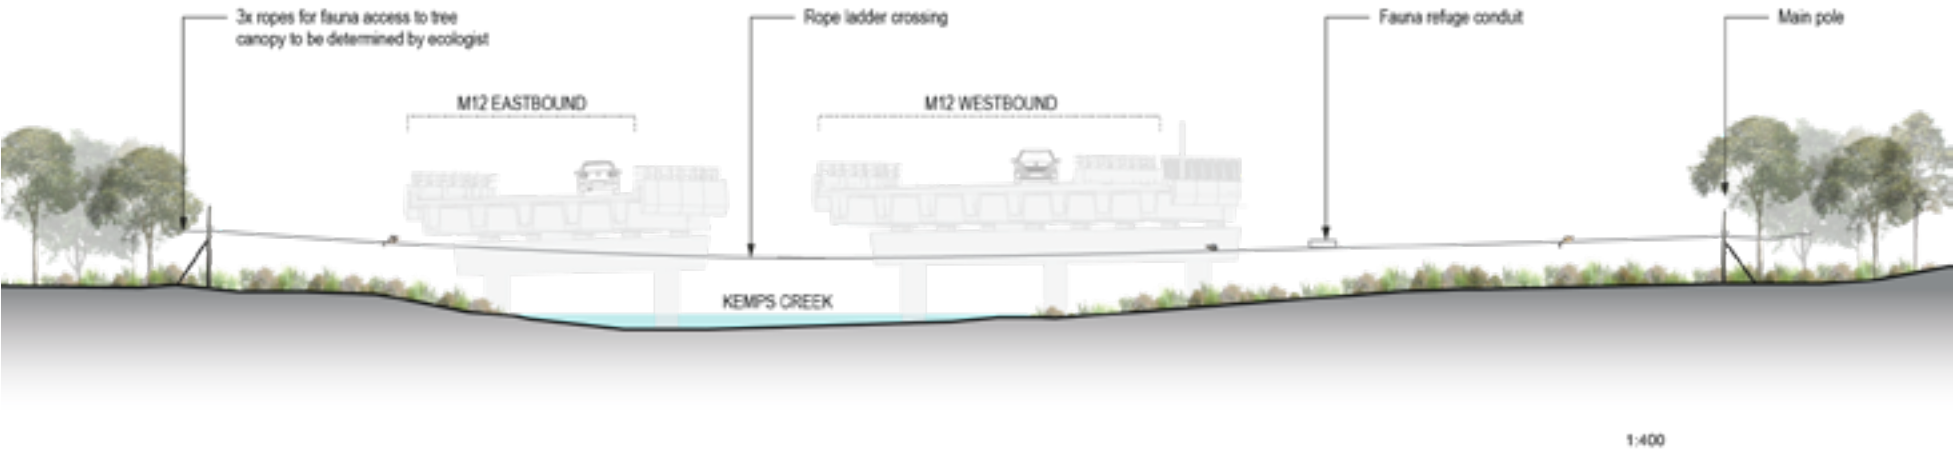 3x ropes for fauna access to tree
canopy to be determined by ecologist
Rope ladder crossing
Fauna refuge conduit
Main pole
M12 EASTBOUND
M12 WESTBOUND
KEMPS CREEK
1:400